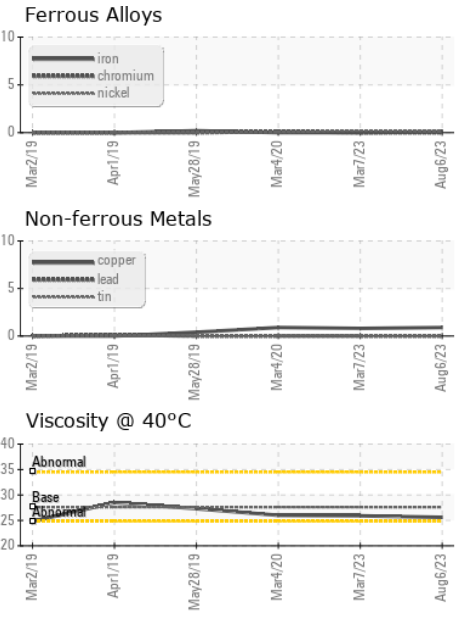 Ferrous Alloys
10
5
0
iron
chromium
nickel
Mar2/19
Apr1/19
May28/19
Mar4/20
Mar7/23
Aug6/23
Non-ferrous Metals
10
5
0
copper
lead
tin
Mar2/19
Apr1/19
May28/19
Mar4/20
Mar7/23
Aug6/23
Viscosity @ 40°C
40
35
30
25
20
Abnormal
Base
Abnormal
Mar2/19
Apr1/19
May28/19
Mar4/20
Mar7/23
Aug6/23